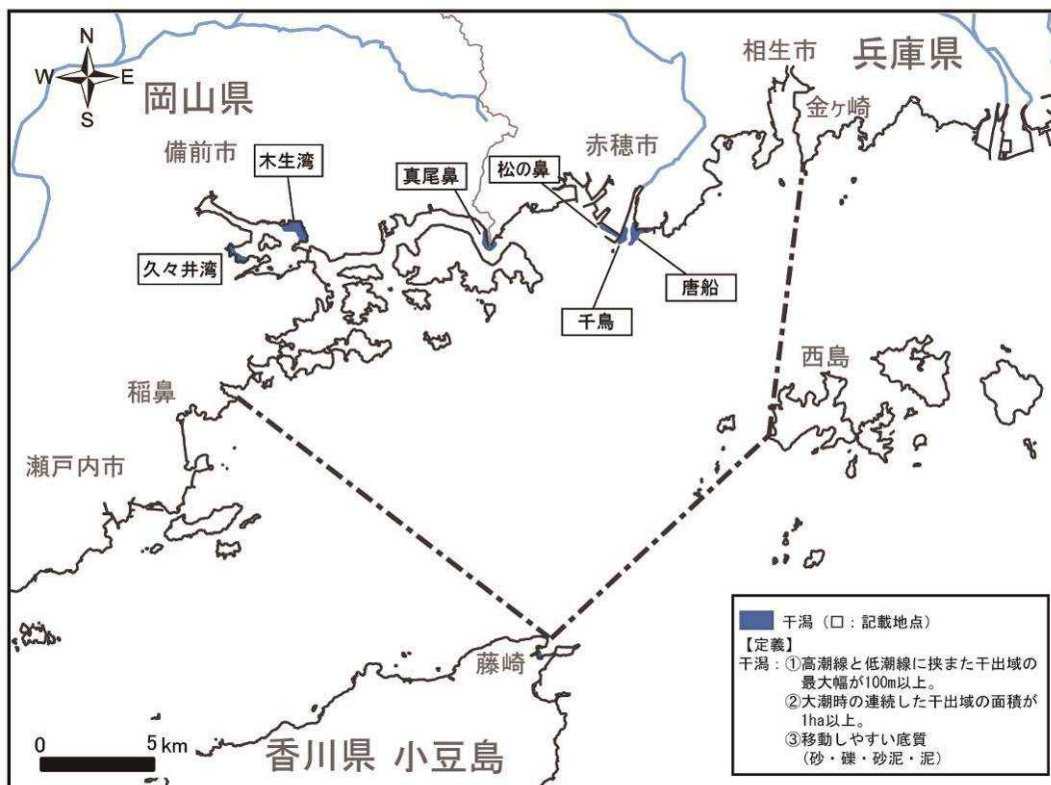 N
W E
S
岡山県
兵庫県
相生市
金ヶ崎
備前市
赤穂市
木生湾
真尾鼻
松の鼻
久々井湾
唐船
千鳥
西島
稲鼻
瀬戸内市
藤崎
香川県 小豆島
0 5 km
干潟（□：記載地点）
【定義】
干潟：①高潮線と低潮線に挟また干出域の
最大幅が100m以上。
②大潮時の連続した干出域の面積が
1ha以上。
③移動しやすい底質
（砂・礫・砂泥・泥）